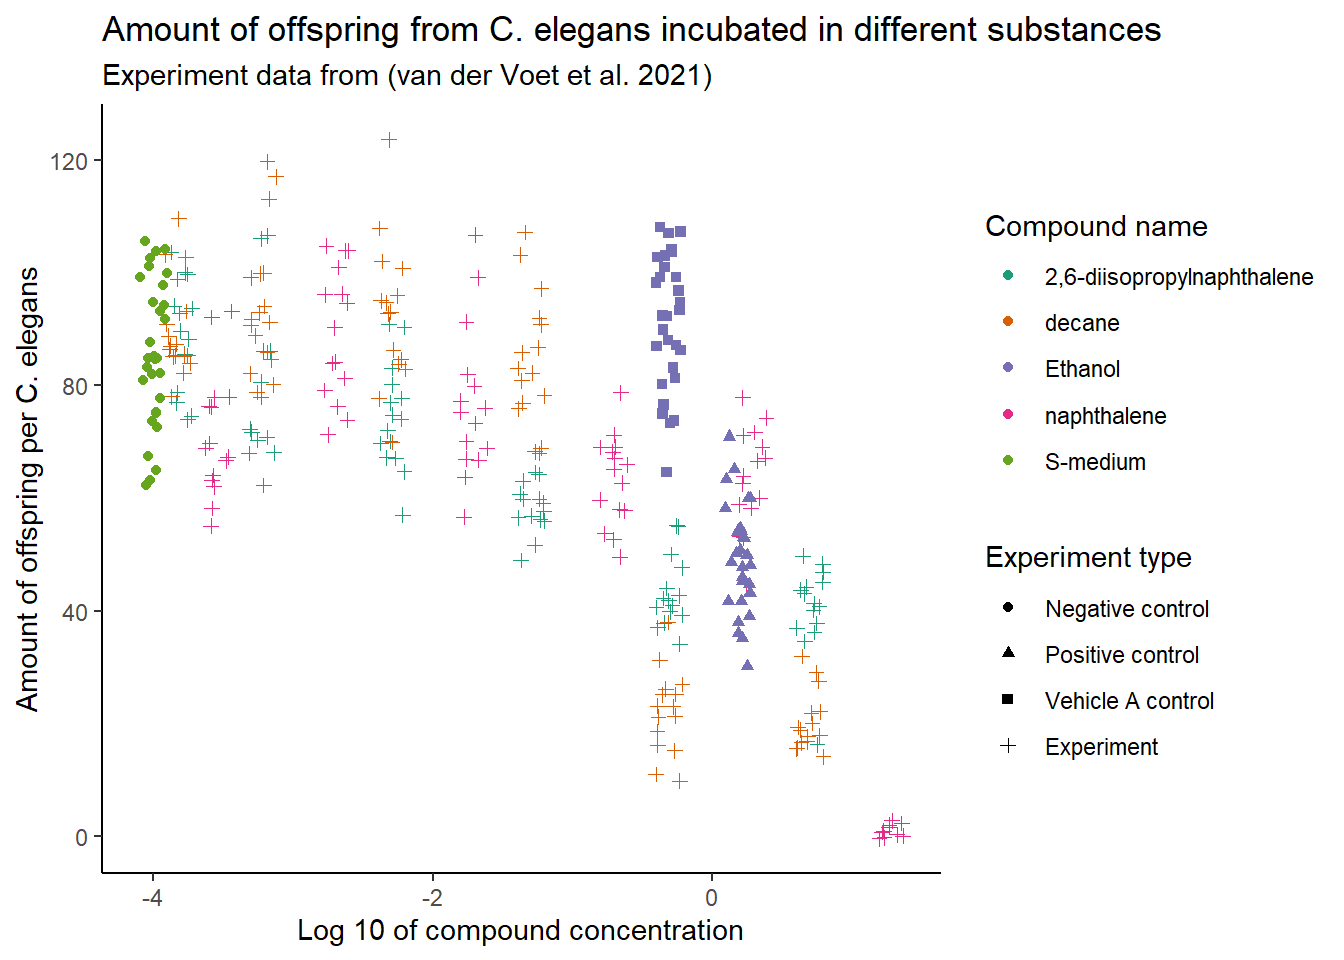 Amount of offspring from C. elegans incubated in different substances
Experiment data from (van der Voet et al. 2021)
Amount of offspring per C. elegans
120
80
40
0
-4
-2
0
Log 10 of compound concentration
Compound name
2,6-diisopropylnaphthalene
decane
Ethanol
naphthalene
S-medium
Experiment type
Negative control
Positive control
Vehicle A control
Experiment